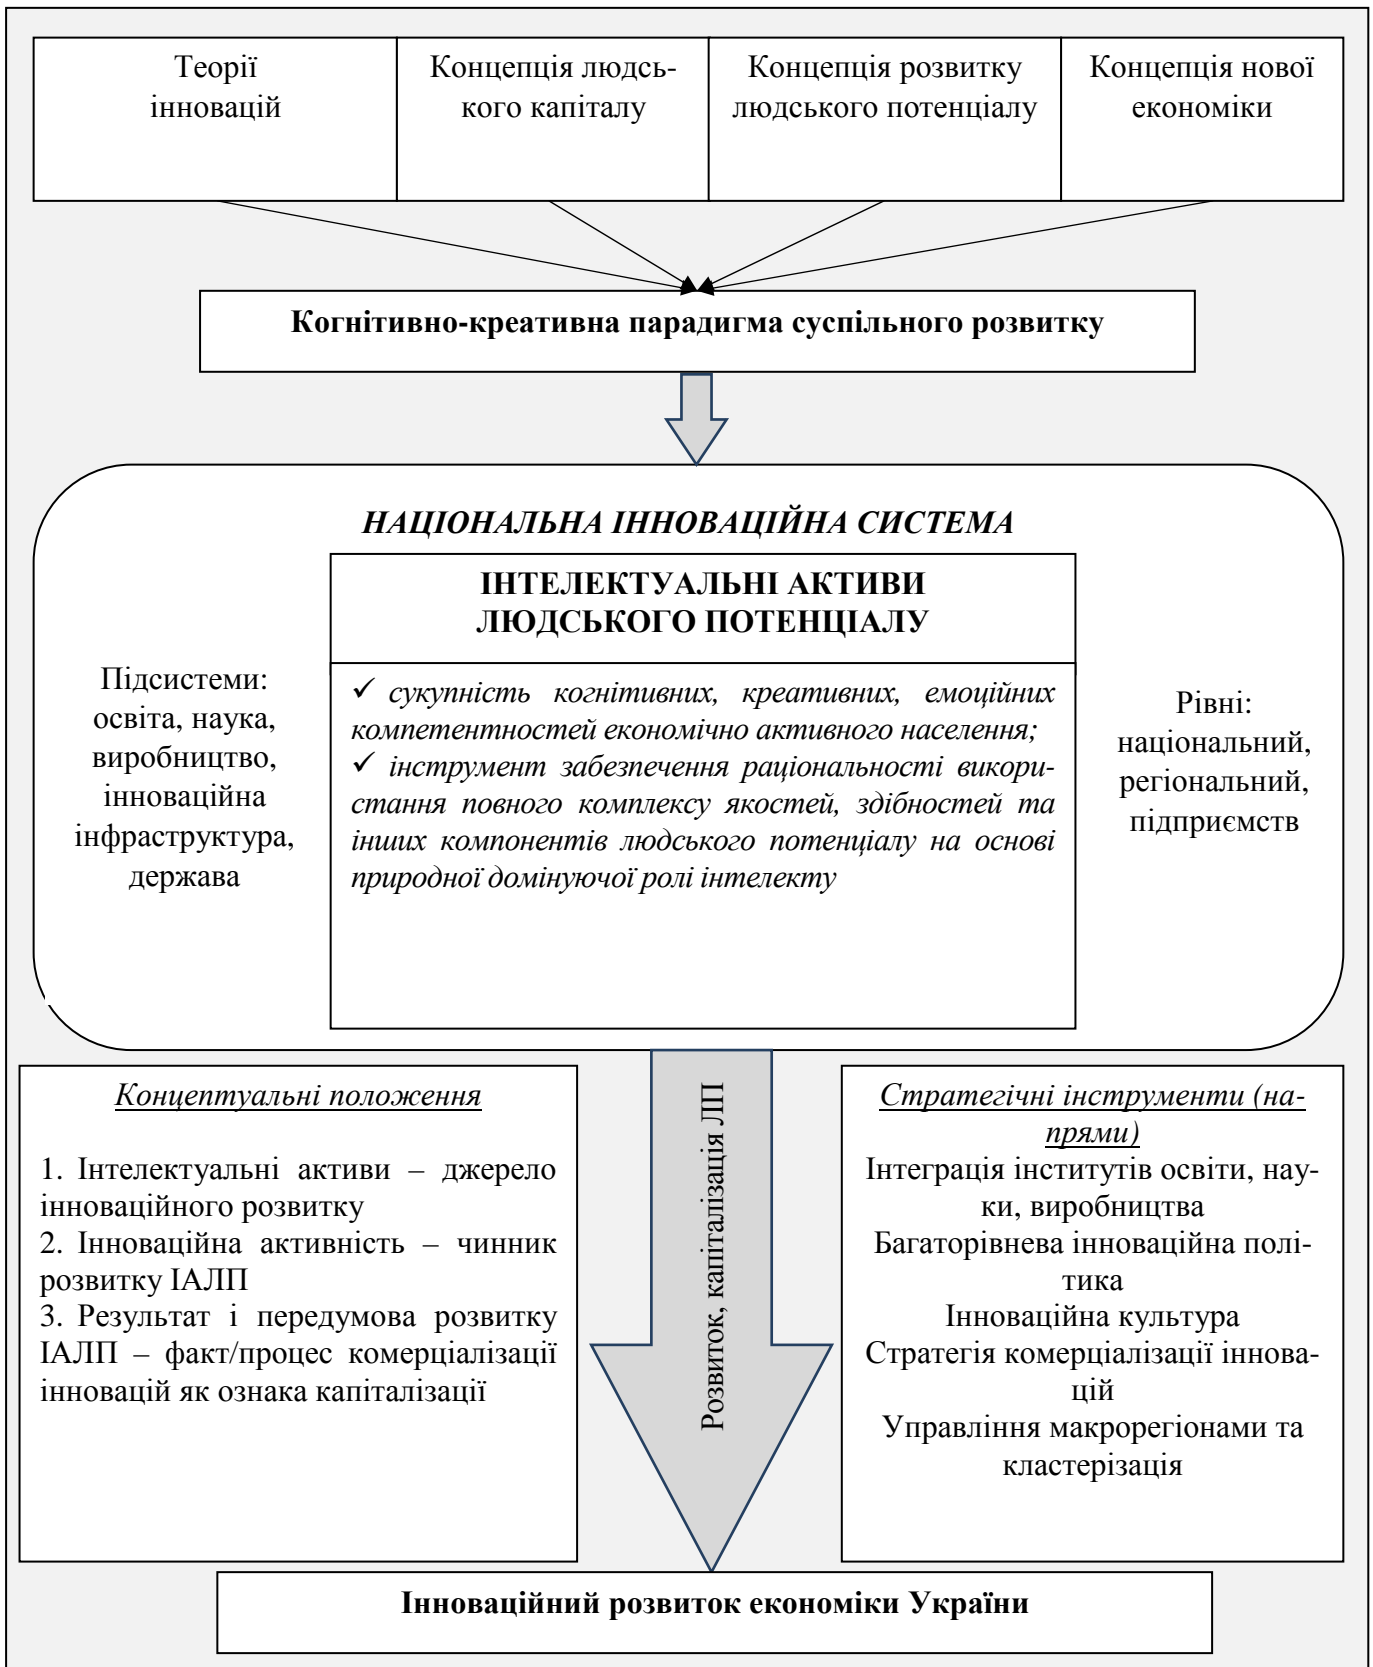 Теорії
інновацій
Концепція людсь-
кого капіталу
Концепція розвитку
людського потенціалу
Концепція нової
економіки
Когнітивно-креативна парадигма суспільного розвитку
НАЦІОНАЛЬНА ІННОВАЦІЙНА СИСТЕМА
Підсистеми:
освіта, наука,
виробництво,
інноваційна
інфраструктура,
держава
ІНТЕЛЕКТУАЛЬНІ АКТИВИ
ЛЮДСЬКОГО ПОТЕНЦІАЛУ
✓ сукупність когнітивних, креативних, емоційних
компетентностей економічно активного населення;
✓ інструмент забезпечення раціональності викори-
стання повного комплексу якостей, здібностей та
інших компонентів людського потенціалу на основі
природної домінуючої ролі інтелекту
Рівні:
національний,
регіональний,
підприємств
Концептуальні положення
1. Інтелектуальні активи – джерело
інноваційного розвитку
2. Інноваційна активність – чинник
розвитку ІАЛП
3. Результат і передумова розвитку
ІАЛП – факт/процес комерціалізації
інновацій як ознака капіталізації
Розвиток, капіталізація ЛП
Стратегічні інструменти (на-
прями)
Інтеграція інститутів освіти, нау-
ки, виробництва
Багаторівнева інноваційна полі-
тика
Інноваційна культура
Стратегія комерціалізації іннова-
цій
Управління макрорегіонами та
кластерізація
Інноваційний розвиток економіки України